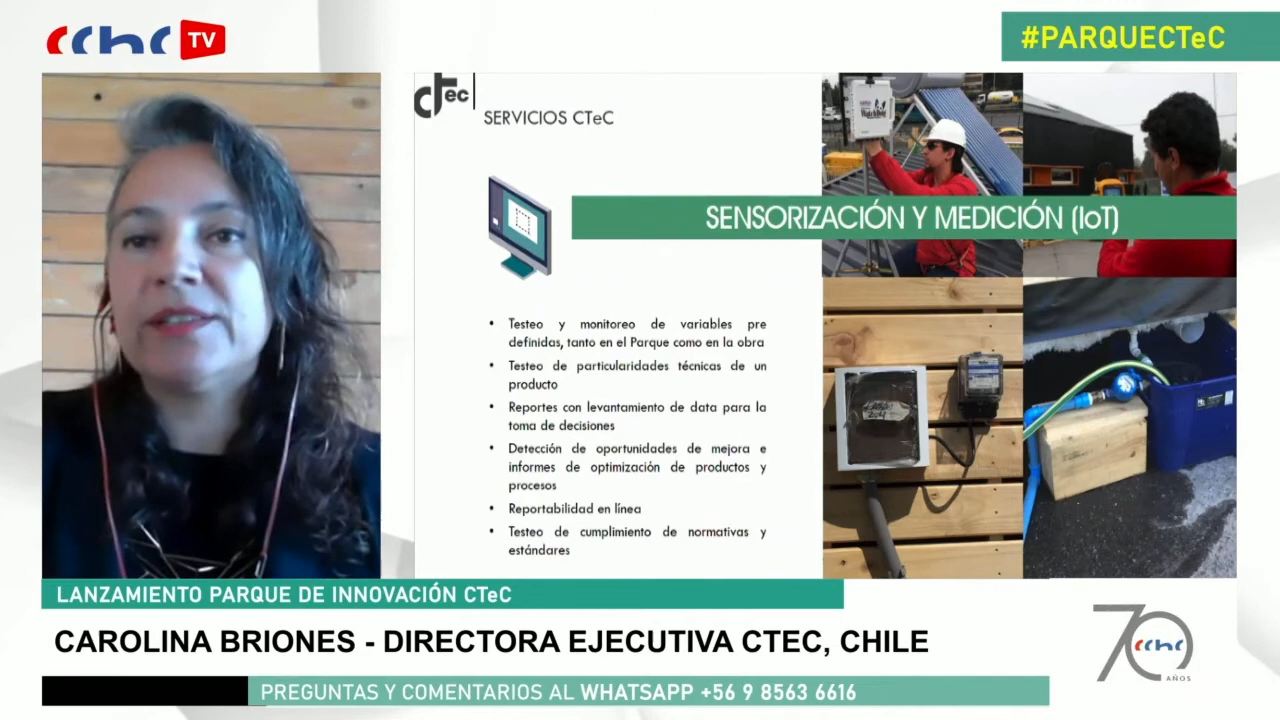 cchc TV
#PARQUECTeC
CTec
SERVICIOS CTeC
SENSORIZACIÓN Y MEDICIÓN (IoT)
• Testeo y monitoreo de variables pre
definidas, tanto en el Parque como en la obra
• Testeo de particularidades técnicas de un
producto
• Reportes con levantamiento de data para la
toma de decisiones
• Detección de oportunidades de mejora e
informes de optimización de productos y
procesos
• Reportabilidad en línea
• Testeo de cumplimiento de normativas y
estándares
LANZAMIENTO PARQUE DE INNOVACIÓN CTeC
CAROLINA BRIONES - DIRECTORA EJECUTIVA CTEC, CHILE
70 cchc
AÑOS
PREGUNTAS Y COMENTARIOS AL WHATSAPP +56 9 8563 6616